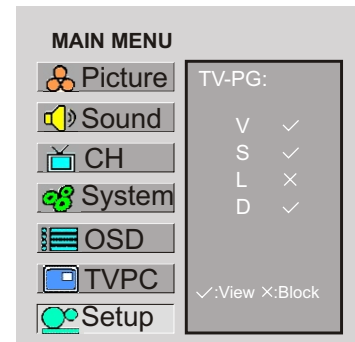 MAIN MENU
Picture
Sound
CH
System
OSD
TVPC
Setup
TV-PG:
V ✓
S ✓
L ×
D ✓
✓:View ×:Block